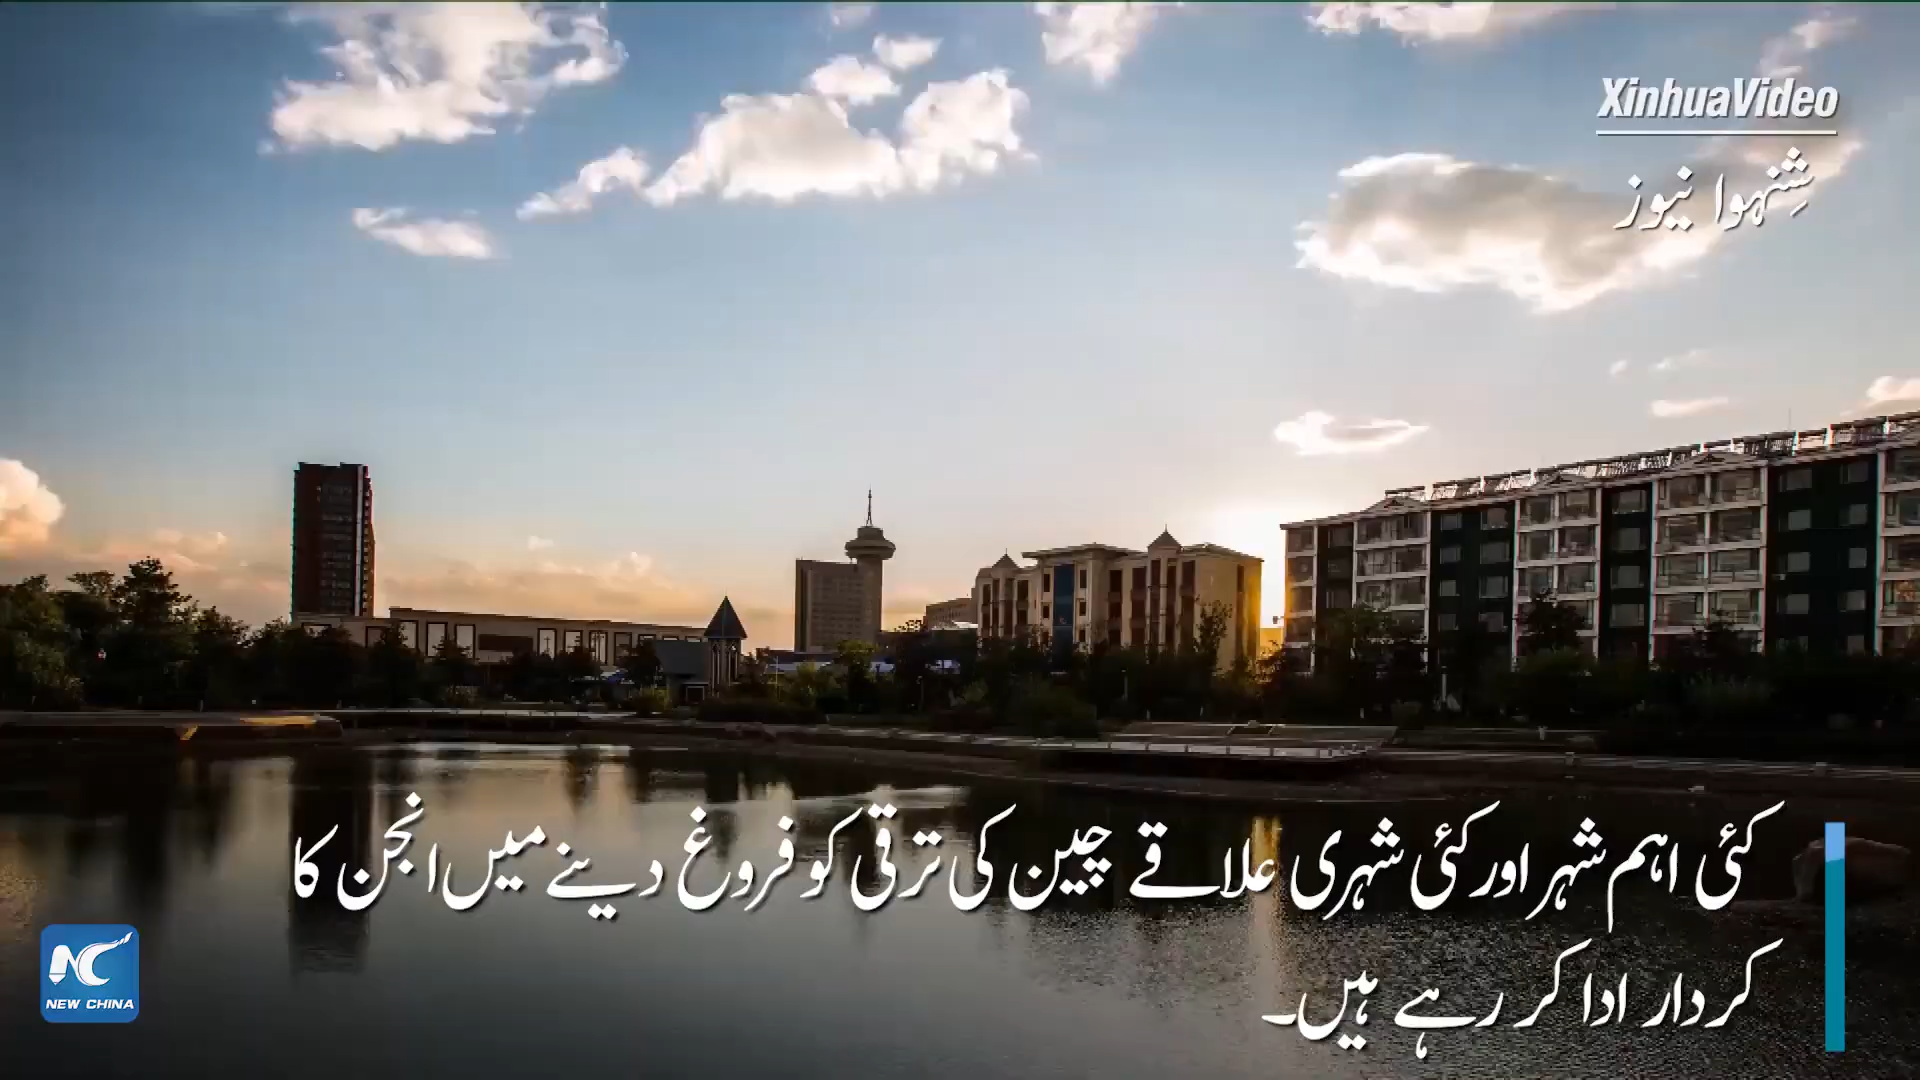 XinhuaVideo
شِنہوا نیوز
کئی اہم شہر اور کئی شہری علاقے چین کی ترقی کو فروغ دینے میں انجن کا
کردار ادا کر رہے ہیں۔
NEW CHINA